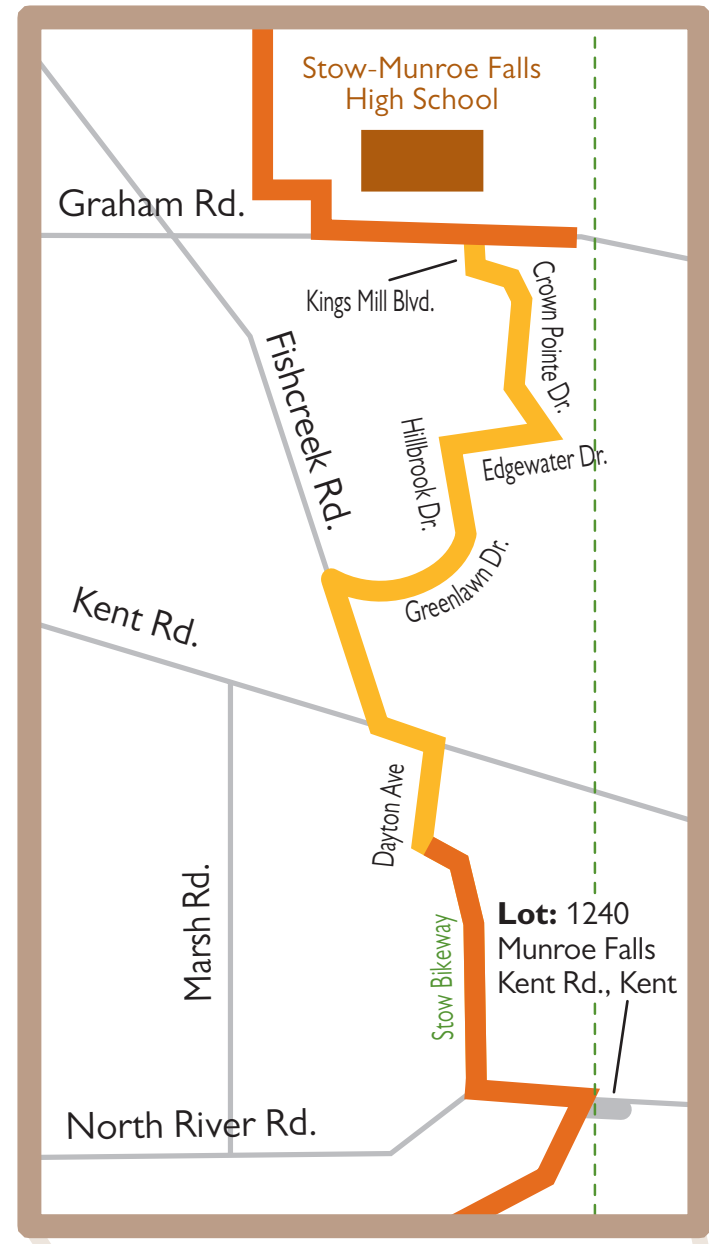 Stow-Munroe Falls
High School
Graham Rd.
Kings Mill Blvd.
Crown Pointe Dr.
Fishcreek Rd.
Hillbrook Dr.
Edgewater Dr.
Greenlawn Dr.
Kent Rd.
Dayton Ave
Marsh Rd.
Stow Bikeway
Lot: 1240
Munroe Falls
Kent Rd., Kent
North River Rd.